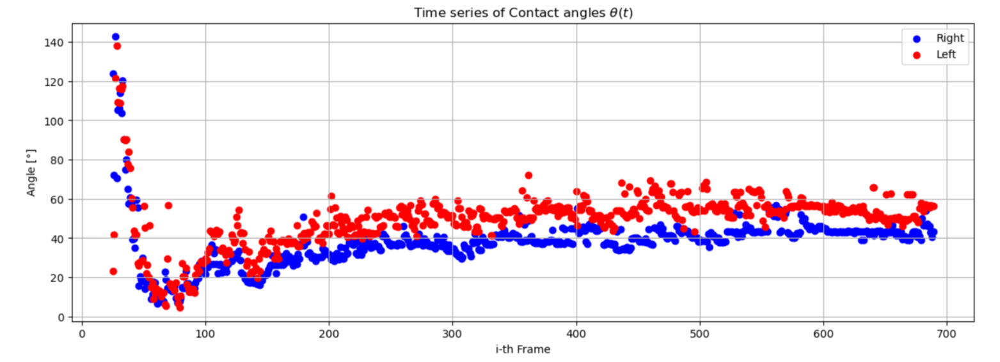 Time series of Contact angles θ(t)
Right
Left
140
120
100
80
60
40
20
0
Angle [°]
0 100 200 300 400 500 600 700
i-th Frame